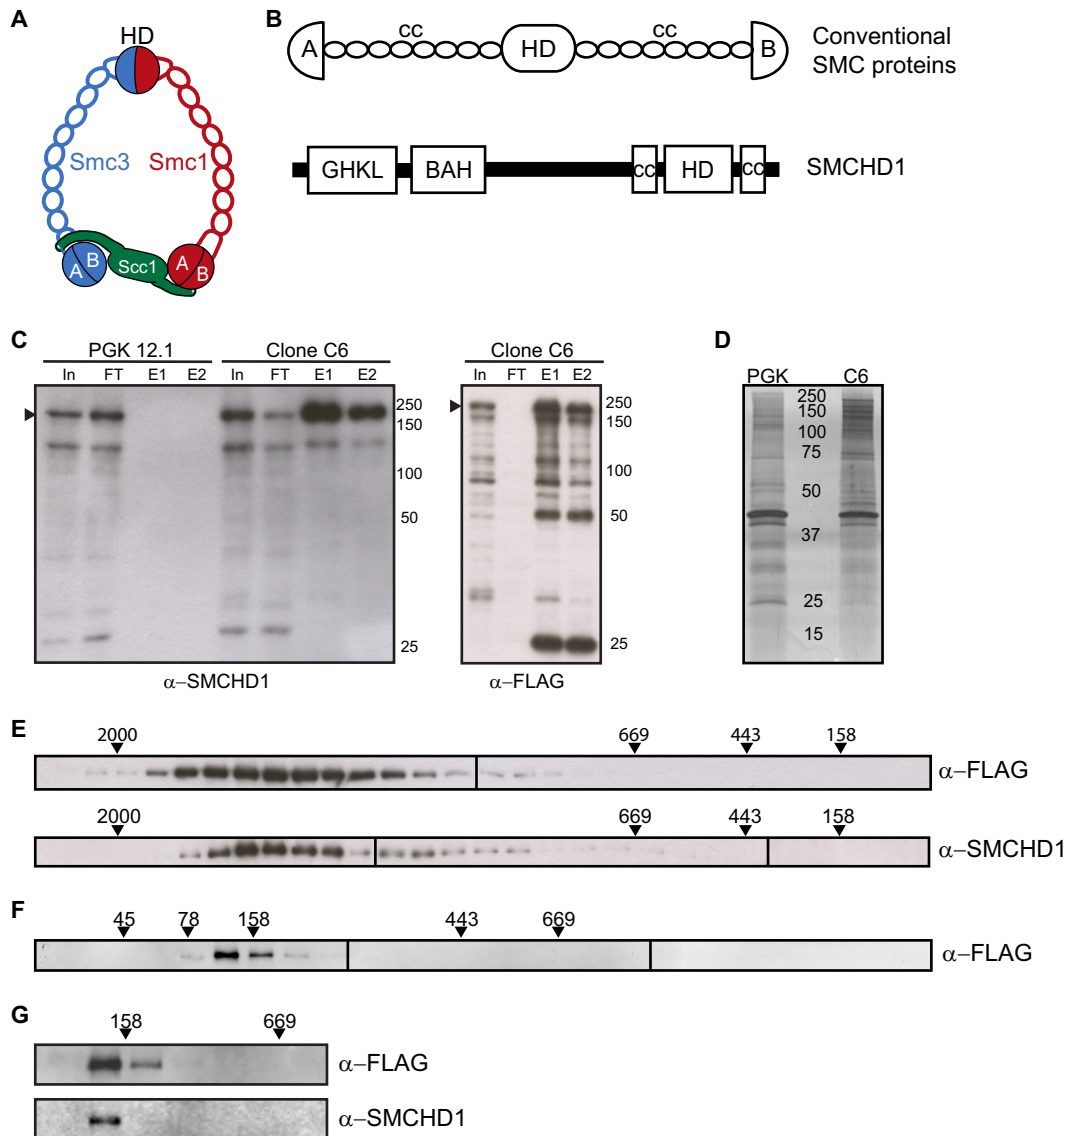 A
HD
Smc3 Smc1
A B Scc1 A B
B
A cc HD cc B
Conventional
SMC proteins
GHKL BAH cc HD cc SMCHD1
C
PGK 12.1 Clone C6
In FT E1 E2 In FT E1 E2
250
150
100
50
25
α–SMCHD1
Clone C6
In FT E1 E2
250
150
100
50
25
α–FLAG
D
PGK C6
250
150
100
75
50
37
25
15
E
2000 669 443 158
α–FLAG
2000 669 443 158
α–SMCHD1
F
45 78 158 443 669
α–FLAG
G
158 669
α–FLAG
α–SMCHD1